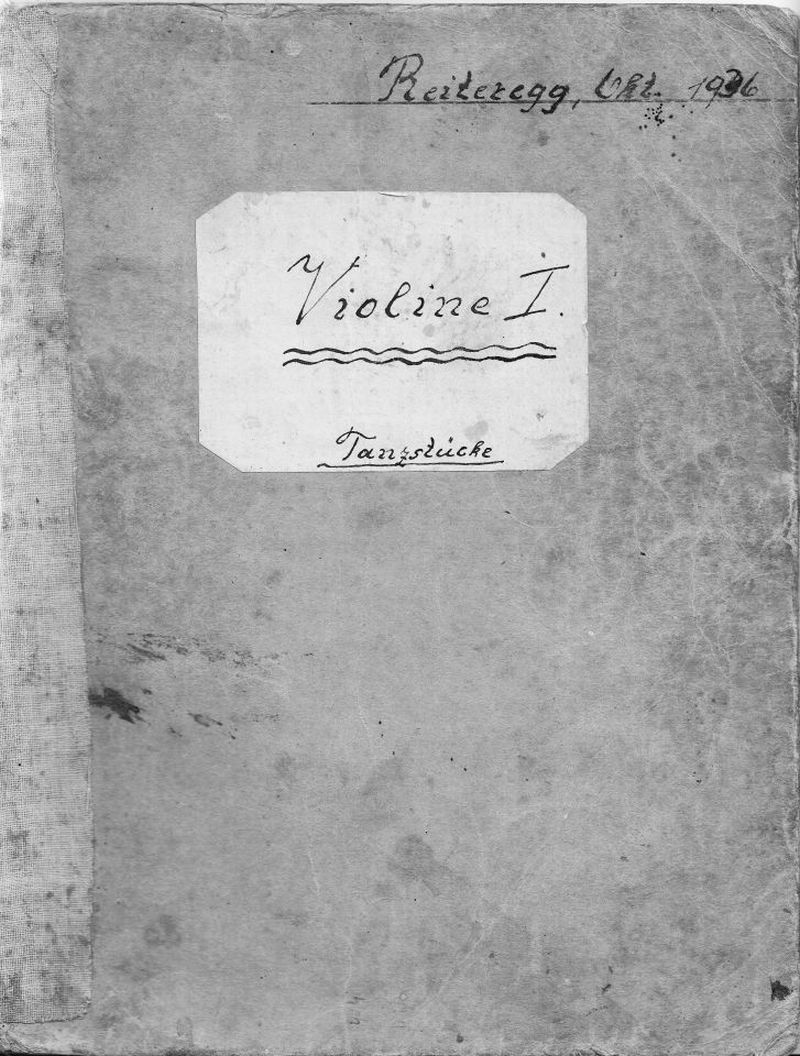 Reiteregg, Okt. 1936
Violine I.
Tanzstücke